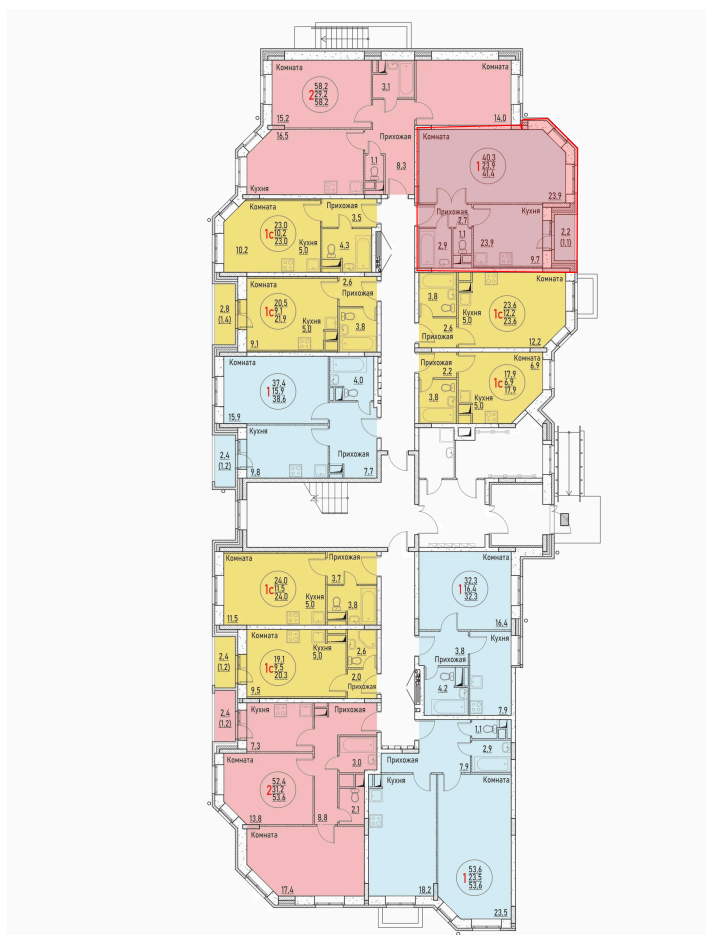 Комната
58.2
2
29.2
58.2
15.2
3.1
Комната
14.0
16.5
Кухня
1.1
Прихожая
8.3
Комната
40.3
1
23.9
41.4
23.9
Прихожая
2.7
Кухня
2.9
1.1
23.9
9.7
2.2
(1.1)
Комната
23.0
1с
10.2
23.0
Прихожая
3.5
Кухня
5.0
4.3
10.2
Комната
20.5
1с
9.1
21.9
2.6
Прихожая
Кухня
5.0
3.8
9.1
2.8
(1.4)
3.8
Комната
Кухня
5.0
23.6
1с
12.2
23.6
2.6
Прихожая
12.2
Прихожая
2.2
Комната
6.9
17.9
1с
6.9
17.9
Кухня
5.0
3.8
Комната
37.4
1
15.9
38.6
4.0
15.9
Кухня
9.8
Прихожая
7.7
2.4
(1.2)
Комната
24.0
1с
11.5
24.0
Прихожая
3.7
Кухня
5.0
3.8
11.5
Комната
32.3
1
16.4
32.3
16.4
Комната
19.1
1с
9.5
20.3
Кухня
5.0
2.6
2.0
Прихожая
9.5
2.4
(1.2)
3.8
Прихожая
Кухня
4.2
7.9
2.4
(1.2)
Кухня
7.3
Прихожая
3.0
Комната
52.4
2
31.2
53.6
13.8
8.8
2.1
Комната
17.4
1.1
2.9
Прихожая
7.9
Кухня
18.2
Комната
53.6
1
23.5
53.6
23.5